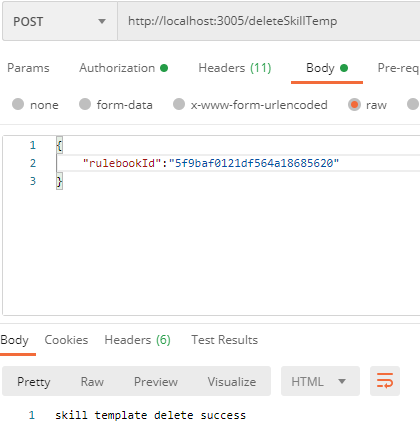 POST http://localhost:3005/deleteSkillTemp
Params Authorization Headers (11) Body Pre-req
none form-data x-www-form-urlencoded raw
1 {
2 "rulebookId":"5f9baf0121df564a18685620"
3 }
Body Cookies Headers (6) Test Results
Pretty Raw Preview Visualize HTML
1 skill template delete success